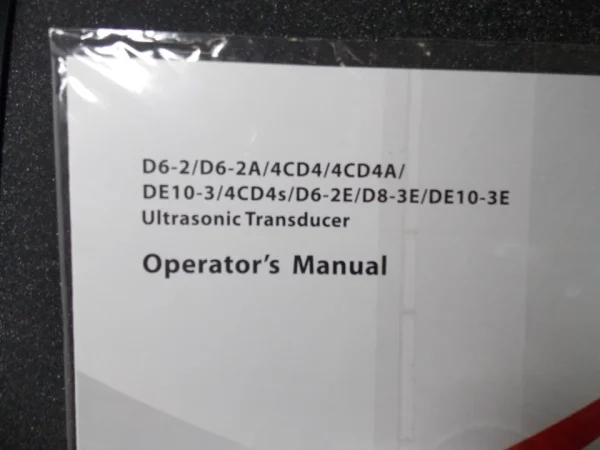 D6-2/D6-2A/4CD4/4CD4A/
DE10-3/4CD4s/D6-2E/D8-3E/DE10-3E
Ultrasonic Transducer
Operator's Manual